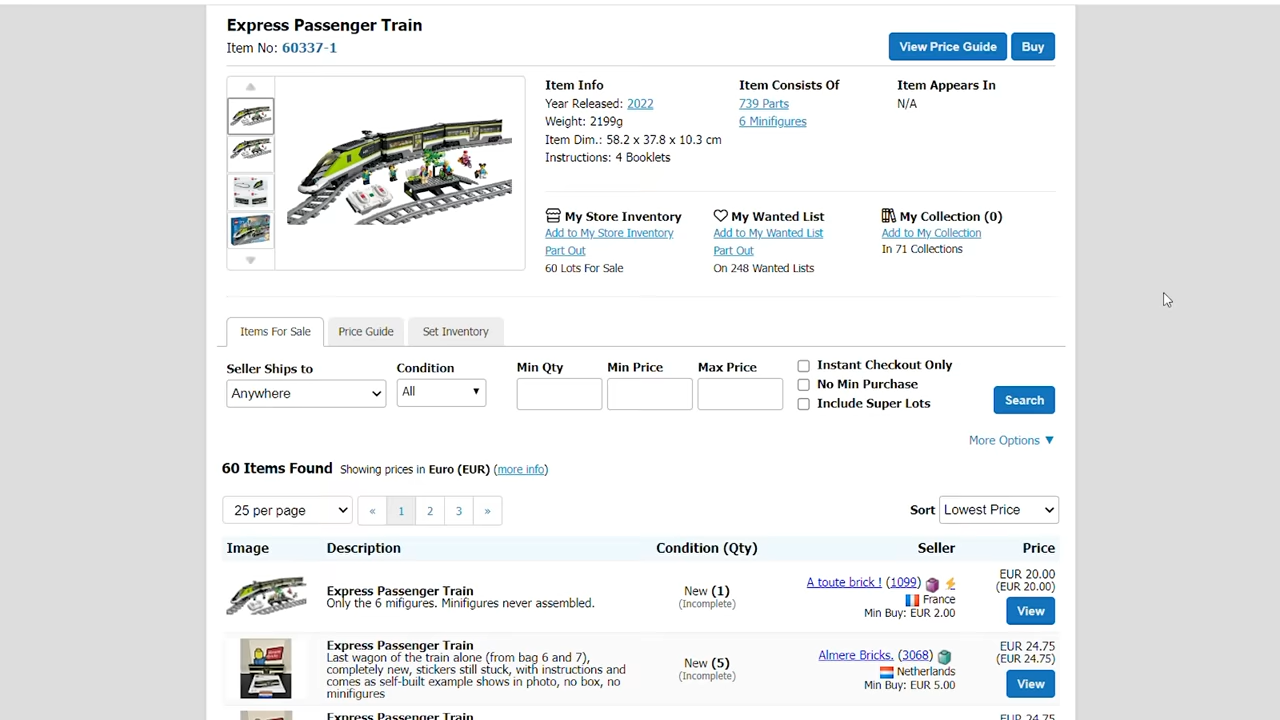 Express Passenger Train
Item No: 60337-1
View Price Guide
Buy
Item Info
Year Released: 2022
Weight: 2199g
Item Dim.: 58.2 x 37.8 x 10.3 cm
Instructions: 4 Booklets
Item Consists Of
739 Parts
6 Minifigures
Item Appears In
N/A
My Store Inventory
Add to My Store Inventory
Part Out
60 Lots For Sale
My Wanted List
Add to My Wanted List
Part Out
On 248 Wanted Lists
My Collection (0)
Add to My Collection
In 71 Collections
Items For Sale
Price Guide
Set Inventory
Seller Ships to
Anywhere
Condition
All
Min Qty
Min Price
Max Price
Instant Checkout Only
No Min Purchase
Include Super Lots
Search
More Options ▼
60 Items Found Showing prices in Euro (EUR) (more info)
25 per page
« 1 2 3 »
Sort Lowest Price
Image Description Condition (Qty) Seller Price
Express Passenger Train
Only the 6 mifigures. Minifigures never assembled.
New (1)
(Incomplete)
A toute brick ! (1099)
France
Min Buy: EUR 2.00
EUR 20.00
(EUR 20.00)
View
Express Passenger Train
Last wagon of the train alone (from bag 6 and 7),
completely new, stickers still stuck, with instructions and
comes as self-built example shows in photo, no box, no
minifigures
New (5)
(Incomplete)
Almere Bricks. (3068)
Netherlands
Min Buy: EUR 5.00
EUR 24.75
(EUR 24.75)
View
Express Passenger Train
EUR 24.75